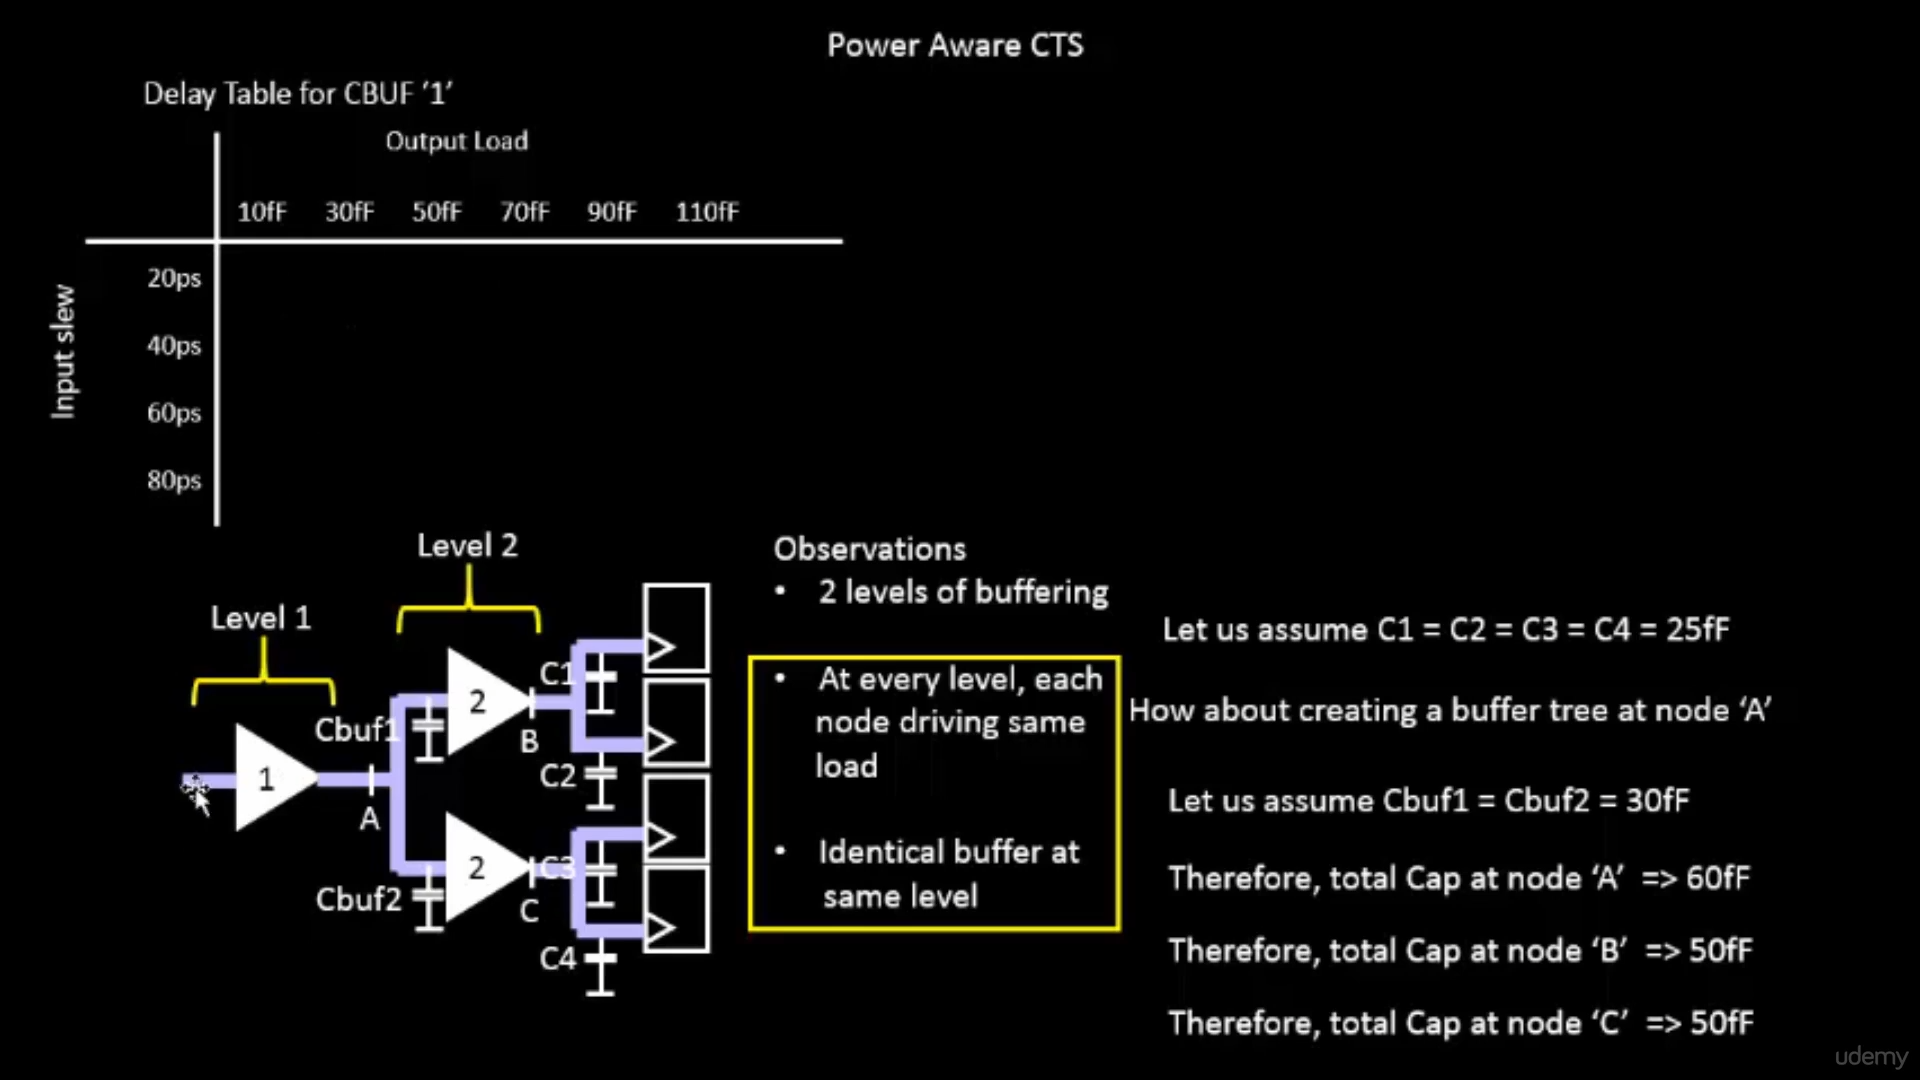 Power Aware CTS
Delay Table for CBUF ‘1’
Output Load
10fF 30fF 50fF 70fF 90fF 110fF
Input slew
20ps
40ps
60ps
80ps
Level 1
Level 2
Cbuf1
Cbuf2
1
2
2
A
B
C
C1
C2
C3
C4
Observations
• 2 levels of buffering
• At every level, each
node driving same
load
• Identical buffer at
same level
Let us assume C1 = C2 = C3 = C4 = 25fF
How about creating a buffer tree at node ‘A’
Let us assume Cbuf1 = Cbuf2 = 30fF
Therefore, total Cap at node ‘A’ => 60fF
Therefore, total Cap at node ‘B’ => 50fF
Therefore, total Cap at node ‘C’ => 50fF
udemy